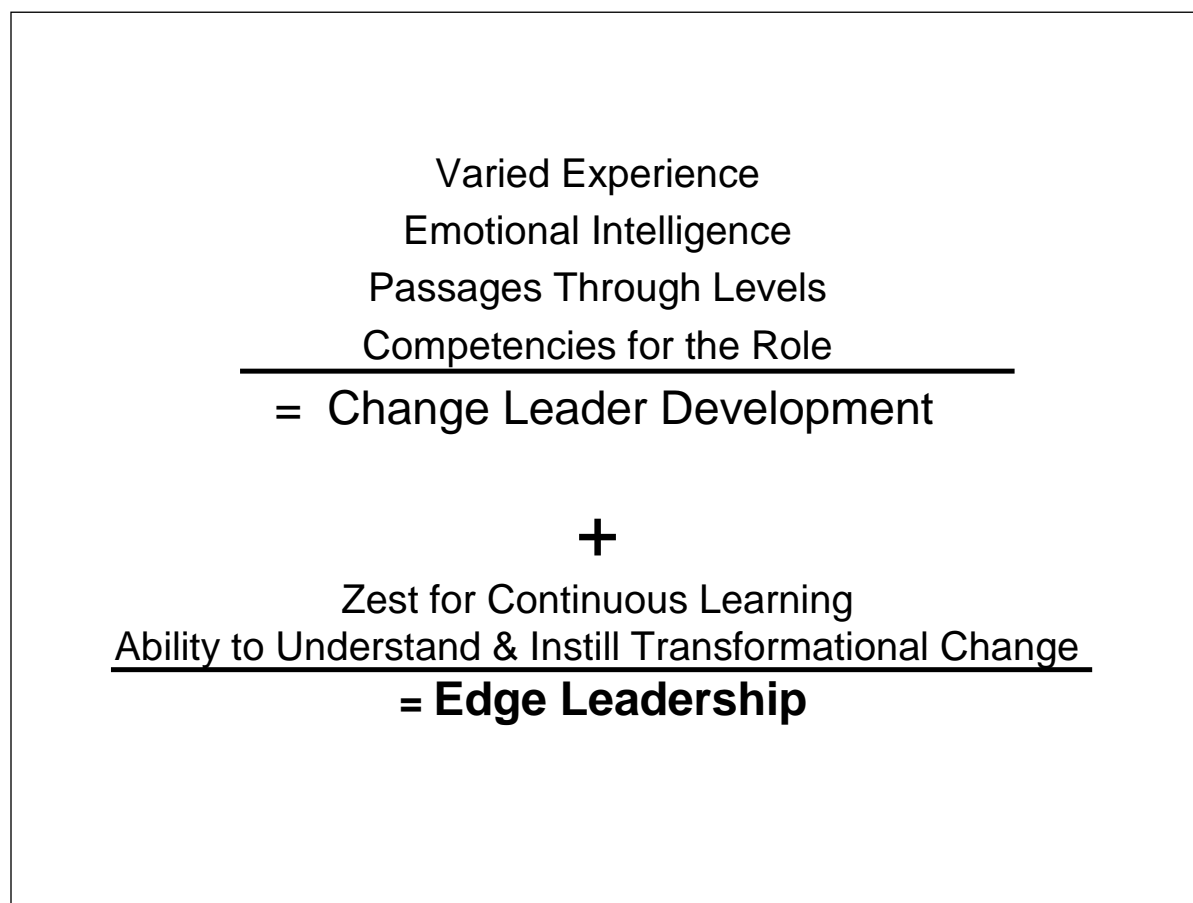 Varied Experience
Emotional Intelligence
Passages Through Levels
Competencies for the Role
= Change Leader Development
+
Zest for Continuous Learning
Ability to Understand & Instill Transformational Change
= Edge Leadership